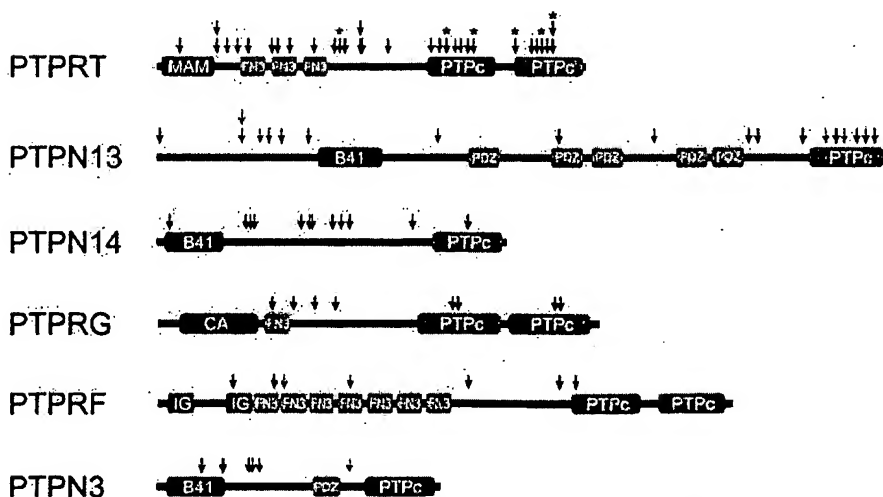 PTPRT MAM FN3 FN3 FN3 PTPc PTPc
PTPN13 B41 PDZ PDZ PDZ PDZ PDZ PTPc
PTPN14 B41 PTPc
PTPRG CA FN3 PTPc PTPc
PTPRF IG IG FN3 FN3 FN3 FN3 FN3 FN3 FN3 PTPc PTPc
PTPN3 B41 PDZ PTPc